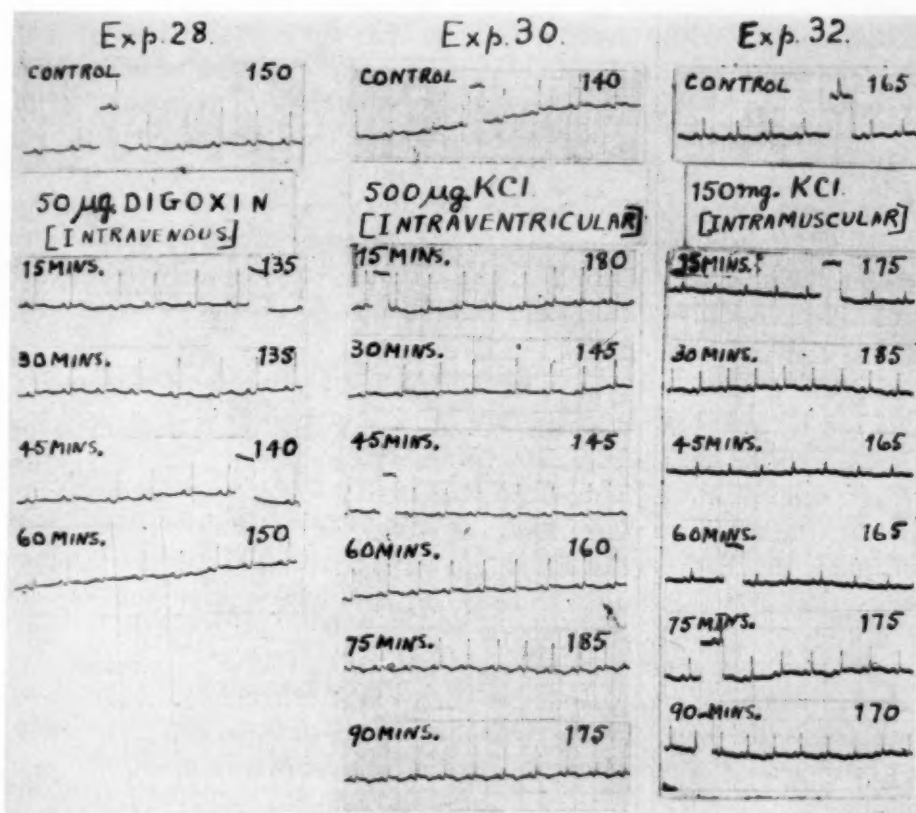 Exp. 28.
CONTROL 150
50 µg. DIGOXIN
[INTRAVENOUS]
15 MINS. 135
30 MINS. 135
45 MINS. 140
60 MINS. 150
Exp. 30.
CONTROL 140
500 µg. KCl.
[INTRAVENTRICULAR]
15 MINS. 180
30 MINS. 145
45 MINS. 145
60 MINS. 160
75 MINS. 185
90 MINS. 175
Exp. 32.
CONTROL 165
150 mg. KCl.
[INTRAMUSCULAR]
MINS. 175
30 MINS. 185
45 MINS. 165
60 MINS. 165
75 MINS. 175
90 MINS. 170